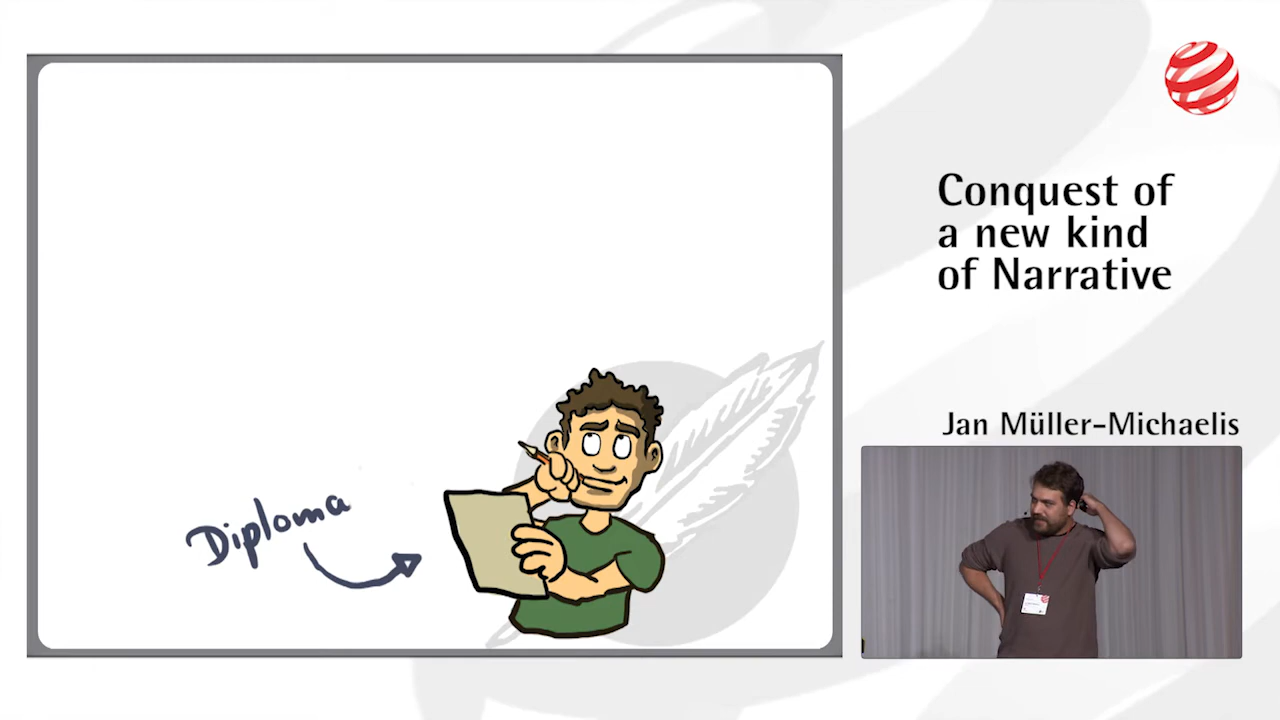 Diploma
Conquest of
a new kind
of Narrative
Jan Müller-Michaelis